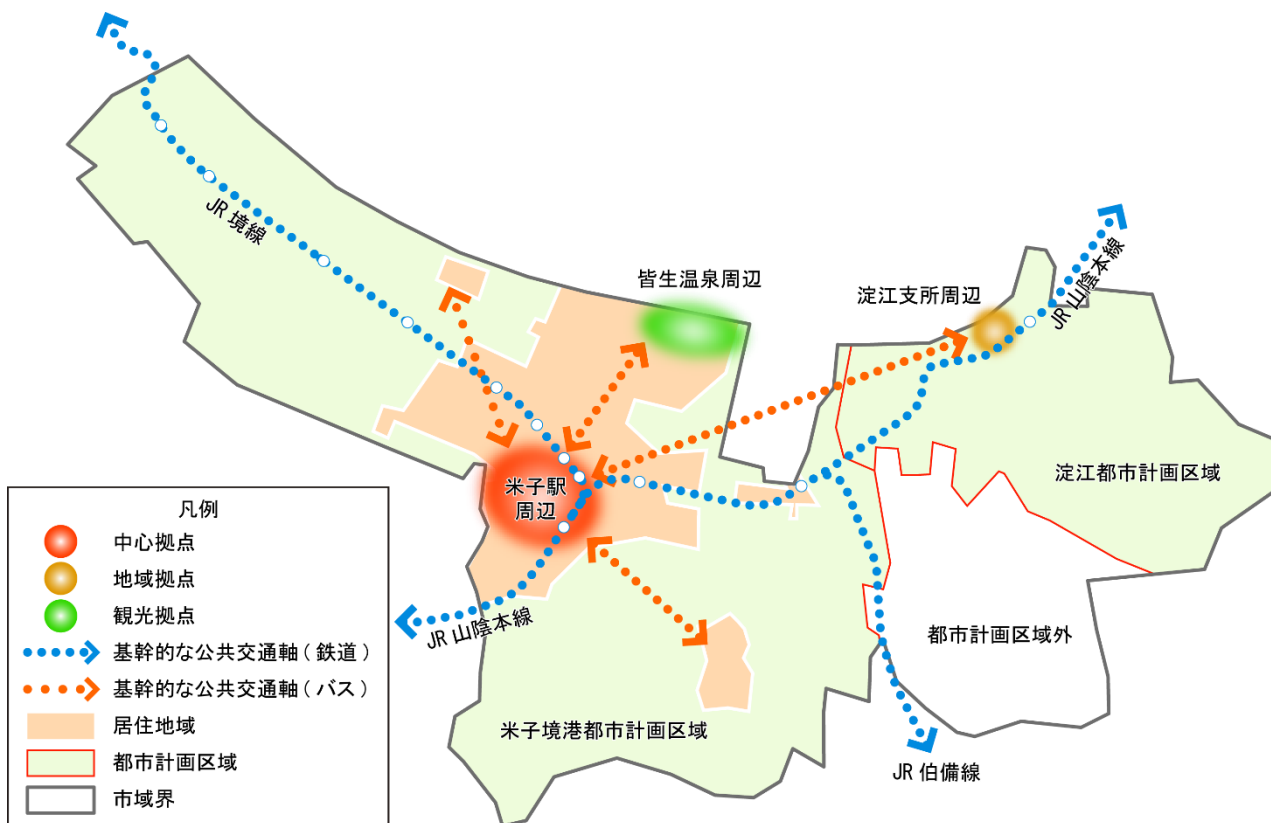 JR 境線
皆生温泉周辺
淀江支所周辺
JR 山陰本線
米子駅
周辺
淀江都市計画区域
JR 山陰本線
都市計画区域外
米子境港都市計画区域
JR 伯備線
凡例
中心拠点
地域拠点
観光拠点
基幹的な公共交通軸(鉄道)
基幹的な公共交通軸(バス)
居住地域
都市計画区域
市域界